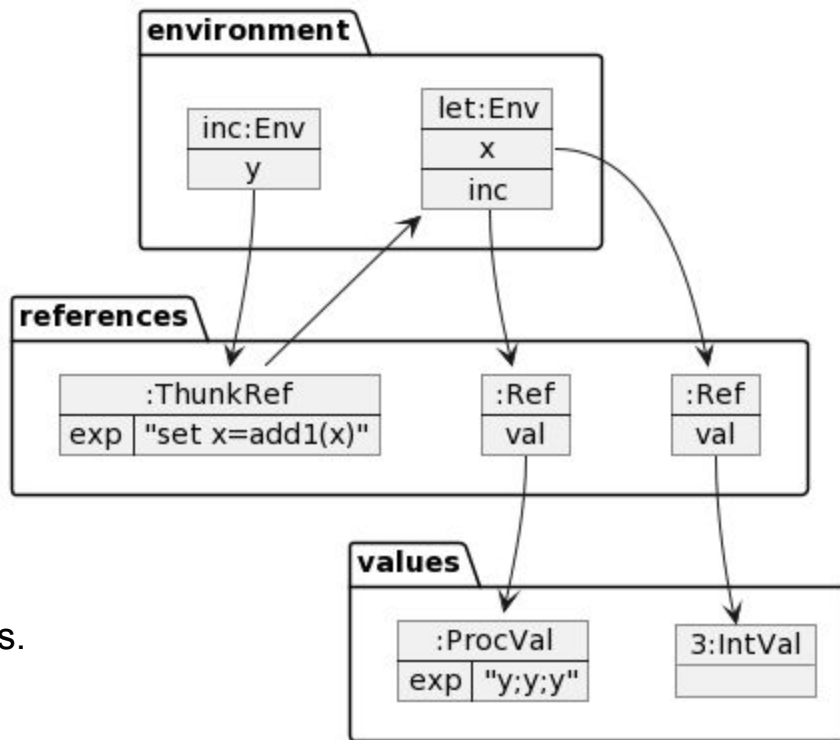 environment
inc:Env
y
let:Env
x
inc
references
:ThunkRef
exp "set x=add1(x)"
:Ref
val
:Ref
val
values
s.
:ProcVal
exp "y;y;y"
3:IntVal